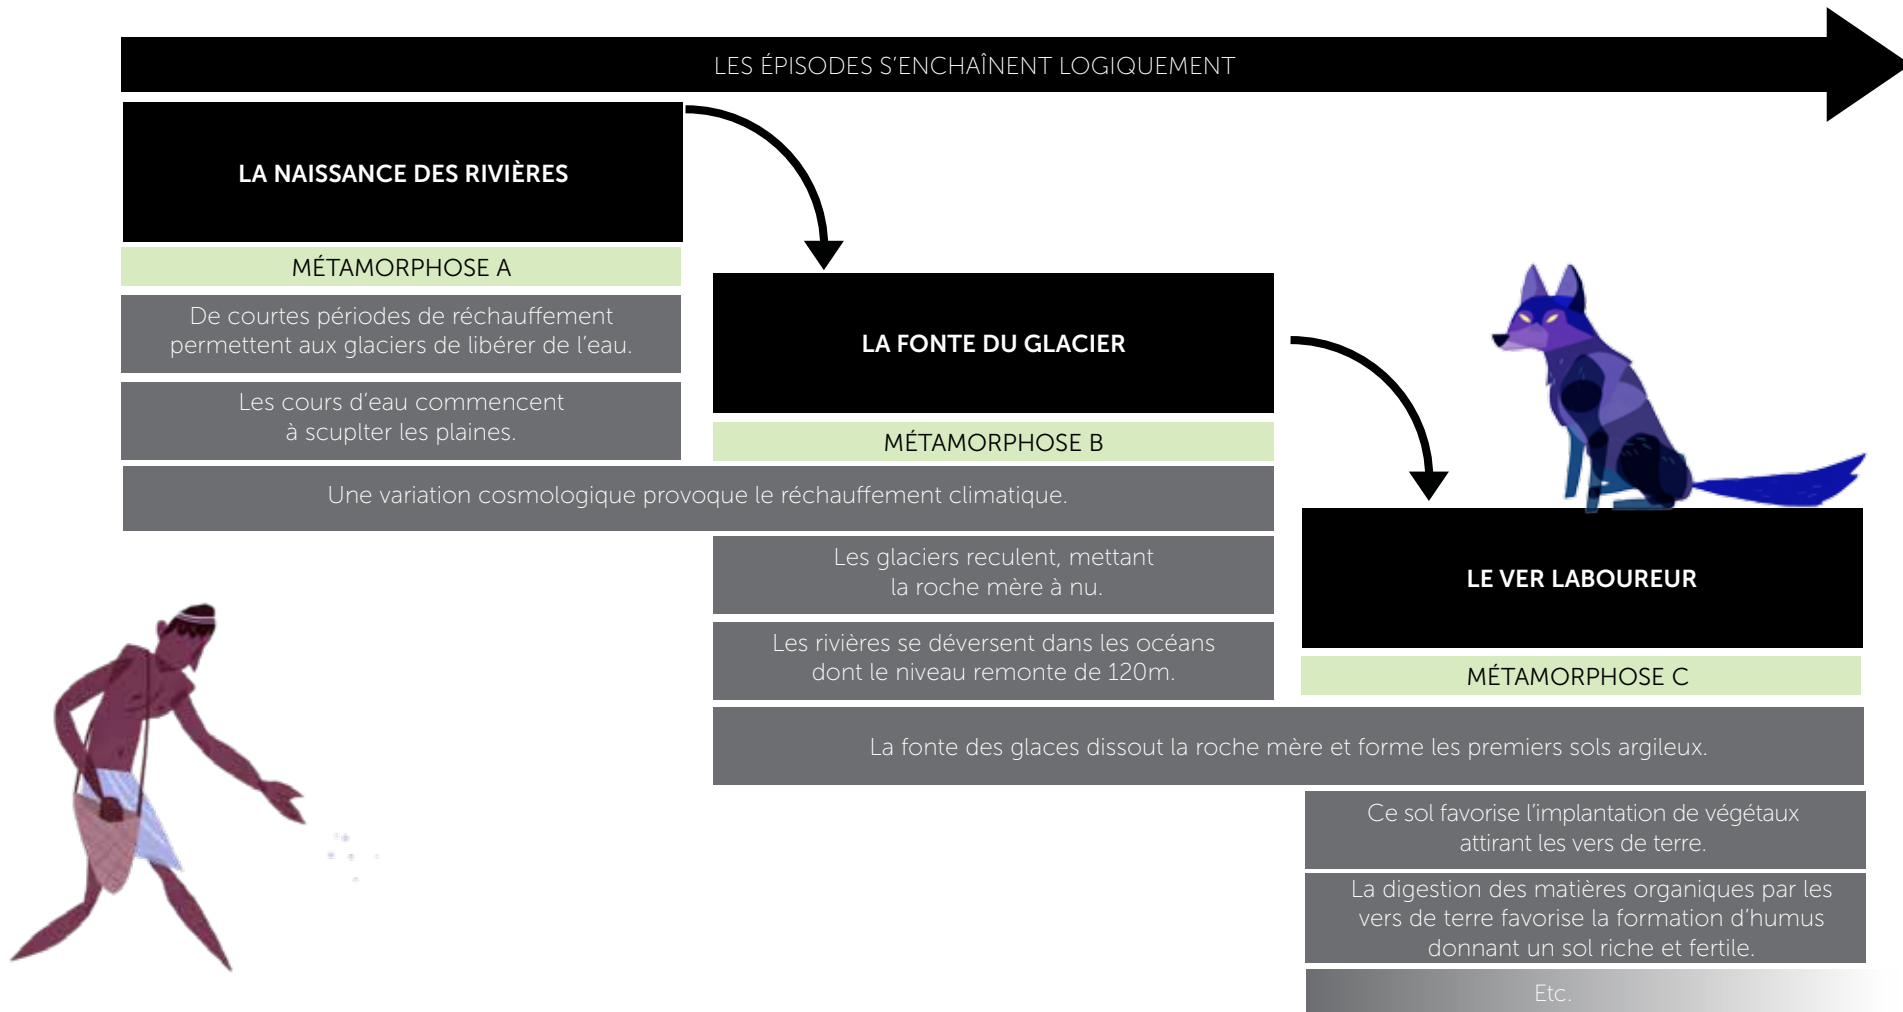 LES ÉPISODES S’ENCHAÎNENT LOGIQUEMENT
LA NAISSANCE DES RIVIÈRES
MÉTAMORPHOSE A
De courtes périodes de réchauffement
permettent aux glaciers de libérer de l’eau.
Les cours d’eau commencent
à scuplter les plaines.
LA FONTE DU GLACIER
MÉTAMORPHOSE B
Une variation cosmologique provoque le réchauffement climatique.
Les glaciers reculent, mettant
la roche mère à nu.
Les rivières se déversent dans les océans
dont le niveau remonte de 120m.
LE VER LABOUREUR
MÉTAMORPHOSE C
La fonte des glaces dissout la roche mère et forme les premiers sols argileux.
Ce sol favorise l’implantation de végétaux
attirant les vers de terre.
La digestion des matières organiques par les
vers de terre favorise la formation d’humus
donnant un sol riche et fertile.
Etc.